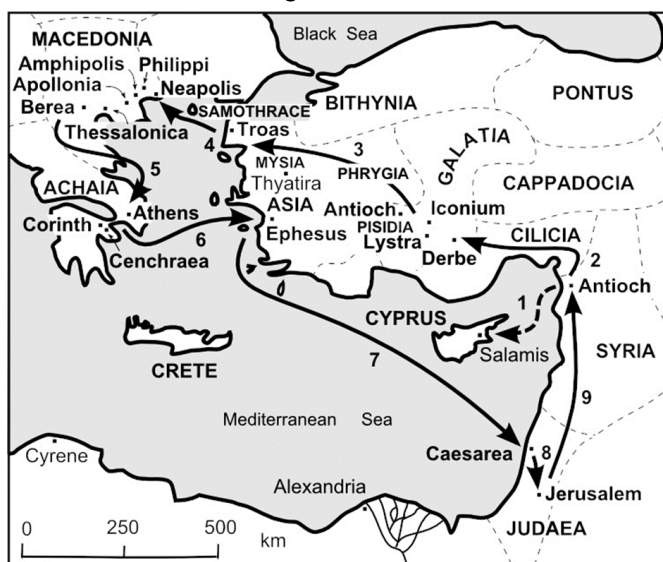 Black Sea
MACEDONIA
Amphipolis Philippi
Apollonia Neapolis
Berea
SAMOTHRACE
BITHYNIA
PONTUS
Thessalonica
4 Troas
3
GALATIA
5
MYSIA
PHRYGIA
Thyatira
CAPPADOCIA
ACHAIA
ASIA
Antioch
Iconium
Athens
PISIDIA
Corinth
6
Ephesus
Lystra
CILICIA
Cenchraea
Derbe
2
Antioch
1
CYPRUS
Salamis
SYRIA
CRETE
7
9
Mediterranean Sea
Caesarea
8
Cyrene
Alexandria
Jerusalem
JUDAEA
0 250 500
km